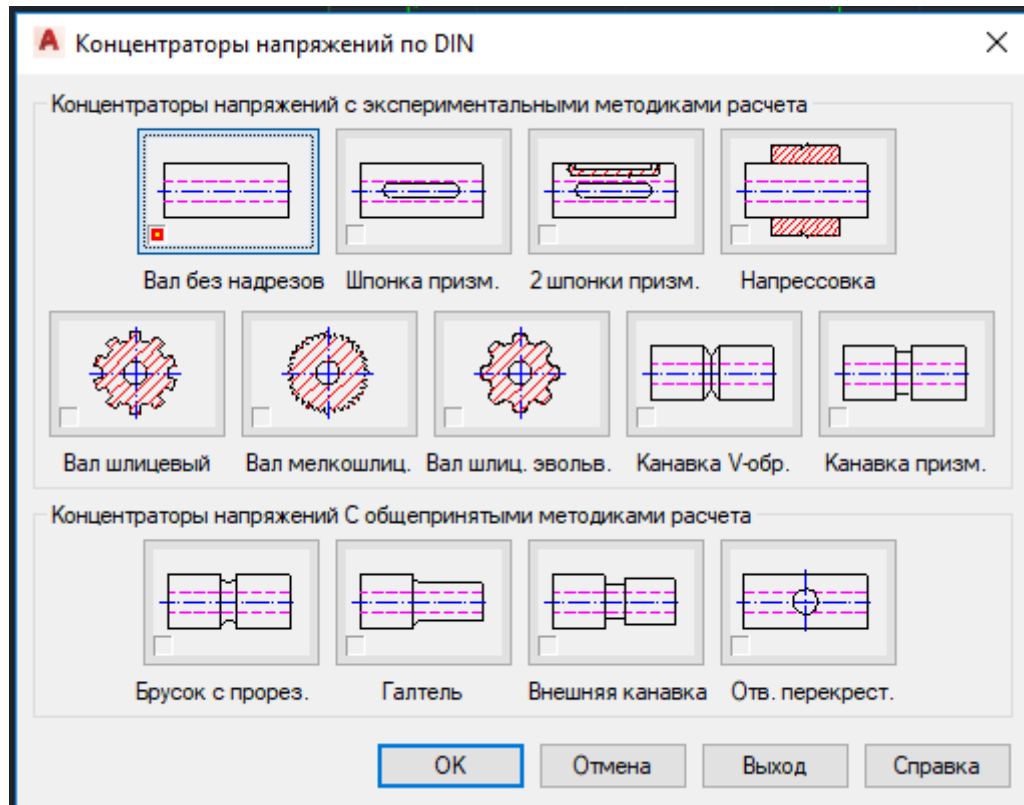 Концентраторы напряжений по DIN
Концентраторы напряжений с экспериментальными методиками расчета
Вал без надрезов Шпонка призм. 2 шпонки призм. Напрессовка
Вал шлицевый Вал мелкошлиц. Вал шлиц. эвольв. Канавка V-обр. Канавка призм.
Концентраторы напряжений С общепринятыми методиками расчета
Брусок с прорез. Галтель Внешняя канавка Отв. перекрест.
OK Отмена Выход Справка